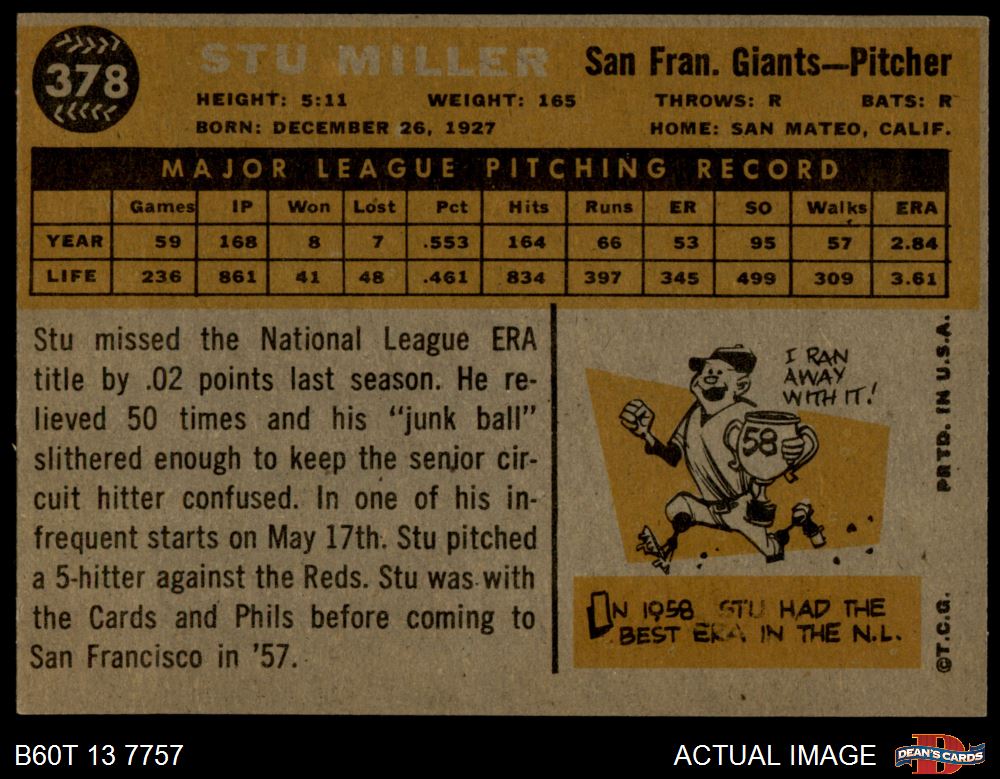 378
STU MILLER
San Fran. Giants—Pitcher
HEIGHT: 5:11 WEIGHT: 165 THROWS: R BATS: R
BORN: DECEMBER 26, 1927 HOME: SAN MATEO, CALIF.
MAJOR LEAGUE PITCHING RECORD
Games IP Won Lost Pct Hits Runs ER SO Walks ERA
YEAR 59 168 8 7 .553 164 66 53 95 57 2.84
LIFE 236 861 41 48 .461 834 397 345 499 309 3.61
Stu missed the National League ERA
title by .02 points last season. He re-
lieved 50 times and his “junk ball”
slithered enough to keep the senior cir-
cuit hitter confused. In one of his in-
frequent starts on May 17th. Stu pitched
a 5-hitter against the Reds. Stu was with
the Cards and Phils before coming to
San Francisco in ’57.
I RAN
AWAY
WITH IT!
58
IN 1958 STU HAD THE
BEST ERA IN THE N.L.
©T.C.G. PRTD. IN U.S.A.
B60T 13 7757
ACTUAL IMAGE
DEAN'S CARDS